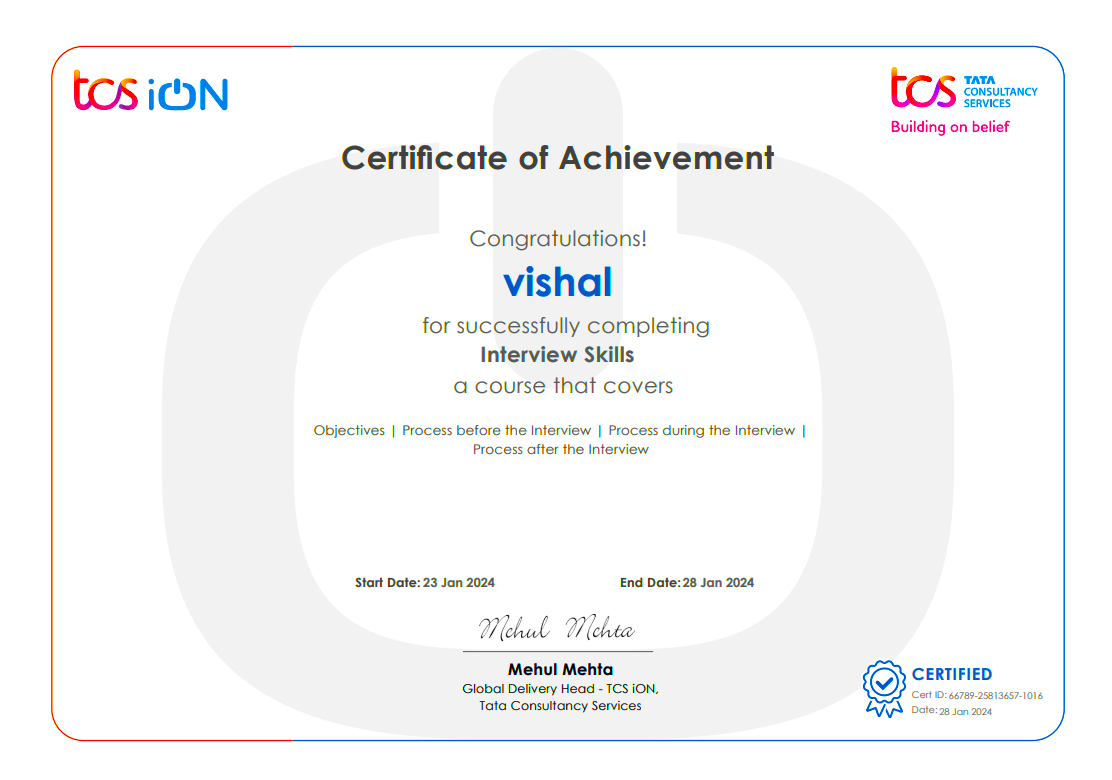 tcs iON
tcs TATA
CONSULTANCY
SERVICES
Building on belief
Certificate of Achievement
Congratulations!
vishal
for successfully completing
Interview Skills
a course that covers
Objectives | Process before the Interview | Process during the Interview |
Process after the Interview
Start Date: 23 Jan 2024 End Date: 28 Jan 2024
Mehul Mehta
Mehul Mehta
Global Delivery Head - TCS iON,
Tata Consultancy Services
CERTIFIED
Cert ID: 66789-25813657-1016
Date: 28 Jan 2024